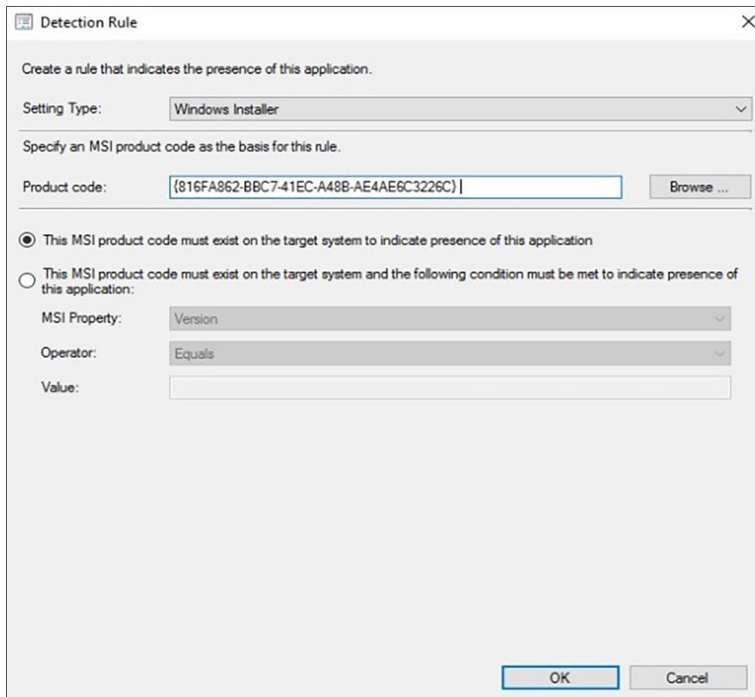 Detection Rule
Create a rule that indicates the presence of this application.
Setting Type: Windows Installer
Specify an MSI product code as the basis for this rule.
Product code: {816FA862-BBC7-41EC-A48B-AE4AE6C3226C} Browse ...
This MSI product code must exist on the target system to indicate presence of this application
This MSI product code must exist on the target system and the following condition must be met to indicate presence of
this application:
MSI Property: Version
Operator: Equals
Value:
OK Cancel